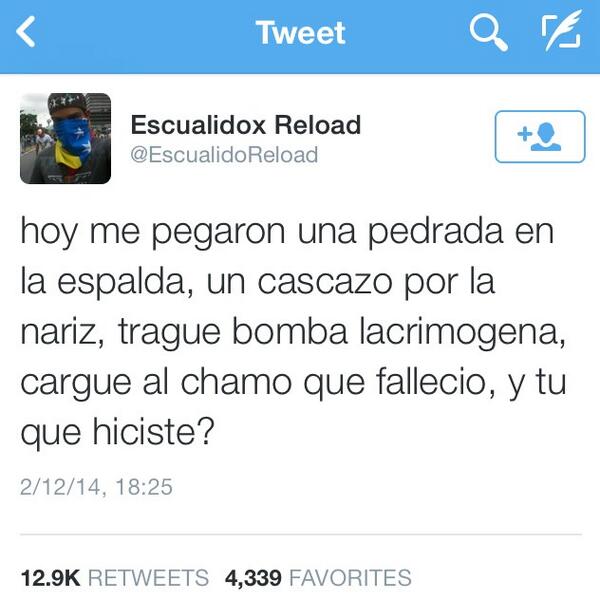 Tweet
Escualidox Reload
@EscualidoReload
hoy me pegaron una pedrada en
la espalda, un cascazo por la
nariz, trague bomba lacrimogena,
cargue al chamo que fallecio, y tu
que hiciste?
2/12/14, 18:25
12.9K RETWEETS 4,339 FAVORITES